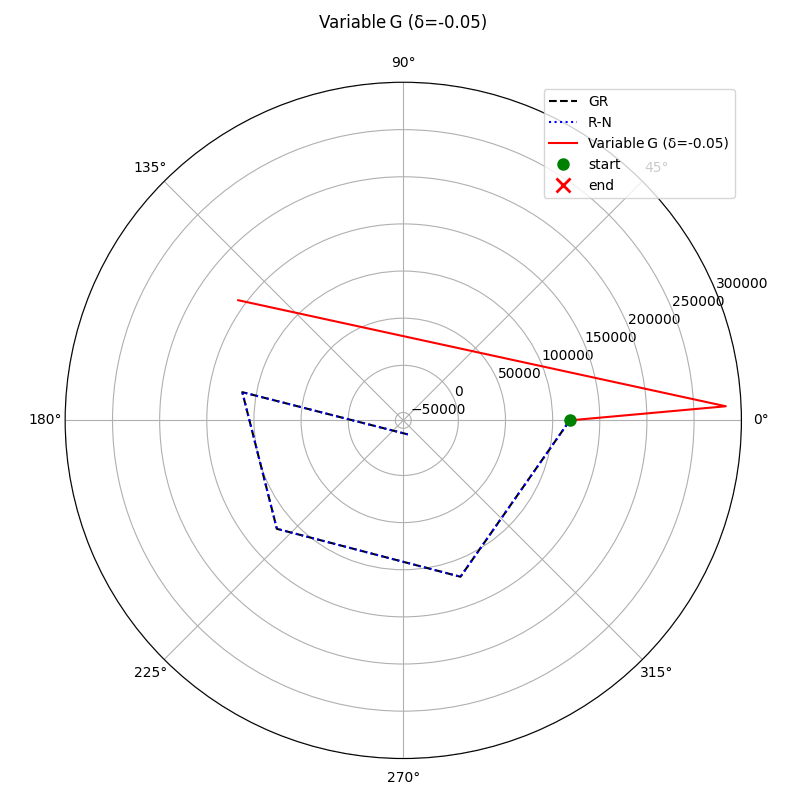 Variable G (δ=-0.05)
90°
GR
R-N
Variable G (δ=-0.05)
start
end
135°
45°
300000
250000
200000
150000
100000
50000
0
−50000
180°
0°
225°
315°
270°